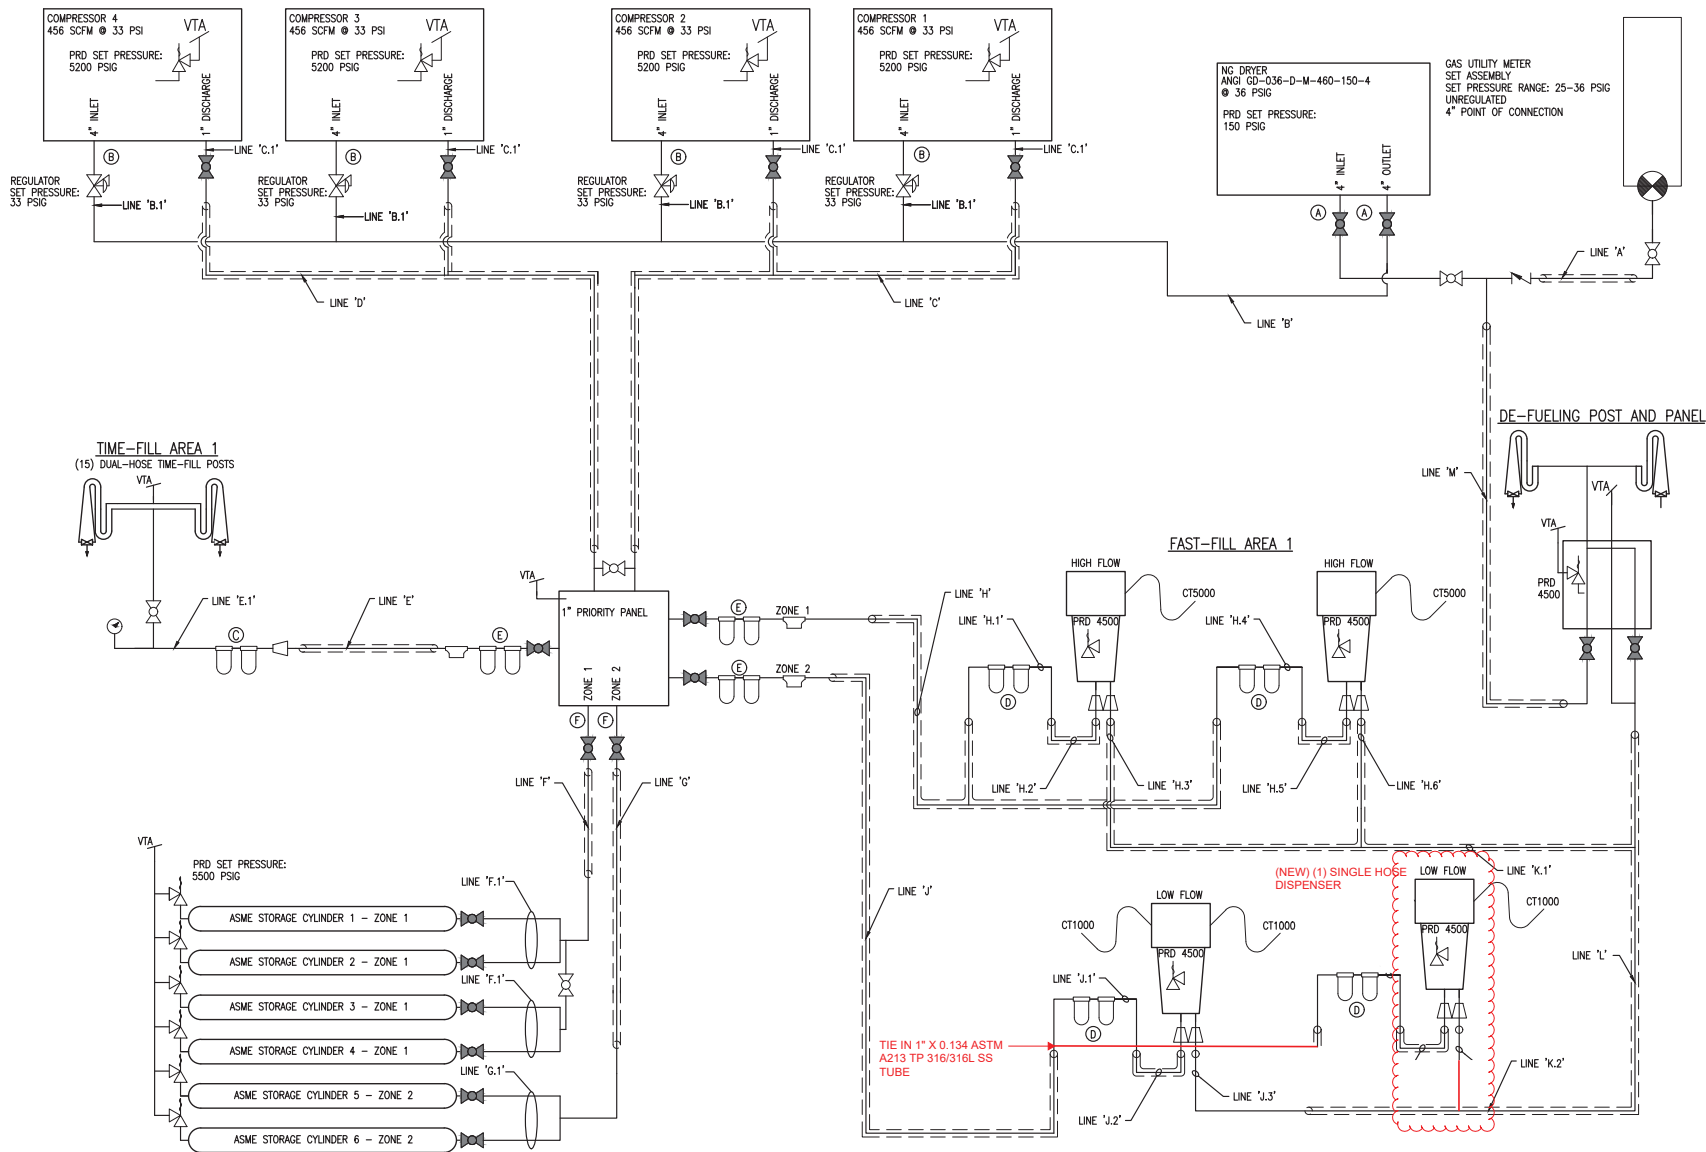 COMPRESSOR 4
456 SCFM @ 33 PSI
VTA
PRD SET PRESSURE:
5200 PSIG
4" INLET
1" DISCHARGE
COMPRESSOR 3
456 SCFM @ 33 PSI
VTA
PRD SET PRESSURE:
5200 PSIG
4" INLET
1" DISCHARGE
COMPRESSOR 2
456 SCFM @ 33 PSI
VTA
PRD SET PRESSURE:
5200 PSIG
4" INLET
1" DISCHARGE
COMPRESSOR 1
456 SCFM @ 33 PSI
VTA
PRD SET PRESSURE:
5200 PSIG
4" INLET
1" DISCHARGE
NG DRYER
ANGI GD-036-D-M-460-150-4
@ 36 PSIG
PRD SET PRESSURE:
150 PSIG
4" INLET
4" OUTLET
GAS UTILITY METER
SET ASSEMBLY
SET PRESSURE RANGE: 25-36 PSIG
UNREGULATED
4" POINT OF CONNECTION
B
LINE 'C.1'
B
LINE 'C.1'
B
LINE 'C.1'
B
LINE 'C.1'
REGULATOR
SET PRESSURE:
33 PSIG
LINE 'B.1'
REGULATOR
SET PRESSURE:
33 PSIG
LINE 'B.1'
REGULATOR
SET PRESSURE:
33 PSIG
LINE 'B.1'
REGULATOR
SET PRESSURE:
33 PSIG
LINE 'B.1'
A
A
LINE 'A'
LINE 'D'
LINE 'C'
LINE 'B'
DE-FUELING POST AND PANEL
TIME-FILL AREA 1
(15) DUAL-HOSE TIME-FILL POSTS
VTA
LINE 'M'
VTA
VTA
PRD
4500
FAST-FILL AREA 1
HIGH FLOW
CT5000
PRD 4500
HIGH FLOW
CT5000
PRD 4500
LINE 'E.1'
LINE 'E'
C
E
VTA
1" PRIORITY PANEL
ZONE 1
ZONE 2
E
ZONE 1
E
ZONE 2
LINE 'H'
LINE 'H.1'
LINE 'H.4'
D
D
F
F
LINE 'F'
LINE 'G'
LINE 'H.2'
LINE 'H.3'
LINE 'H.5'
LINE 'H.6'
VTA
PRD SET PRESSURE:
5500 PSIG
LINE 'F.1'
LINE 'J'
(NEW) (1) SINGLE HOSE
DISPENSER
LOW FLOW
LINE 'K.1'
CT1000
PRD 4500
LOW FLOW
CT1000
CT1000
PRD 4500
LINE 'L'
ASME STORAGE CYLINDER 1 - ZONE 1
ASME STORAGE CYLINDER 2 - ZONE 1
LINE 'F.1'
ASME STORAGE CYLINDER 3 - ZONE 1
ASME STORAGE CYLINDER 4 - ZONE 1
LINE 'G.1'
ASME STORAGE CYLINDER 5 - ZONE 2
ASME STORAGE CYLINDER 6 - ZONE 2
LINE 'J.1'
D
D
TIE IN 1" X 0.134 ASTM
A213 TP 316/316L SS
TUBE
LINE 'J.2'
LINE 'J.3'
LINE 'K.2'